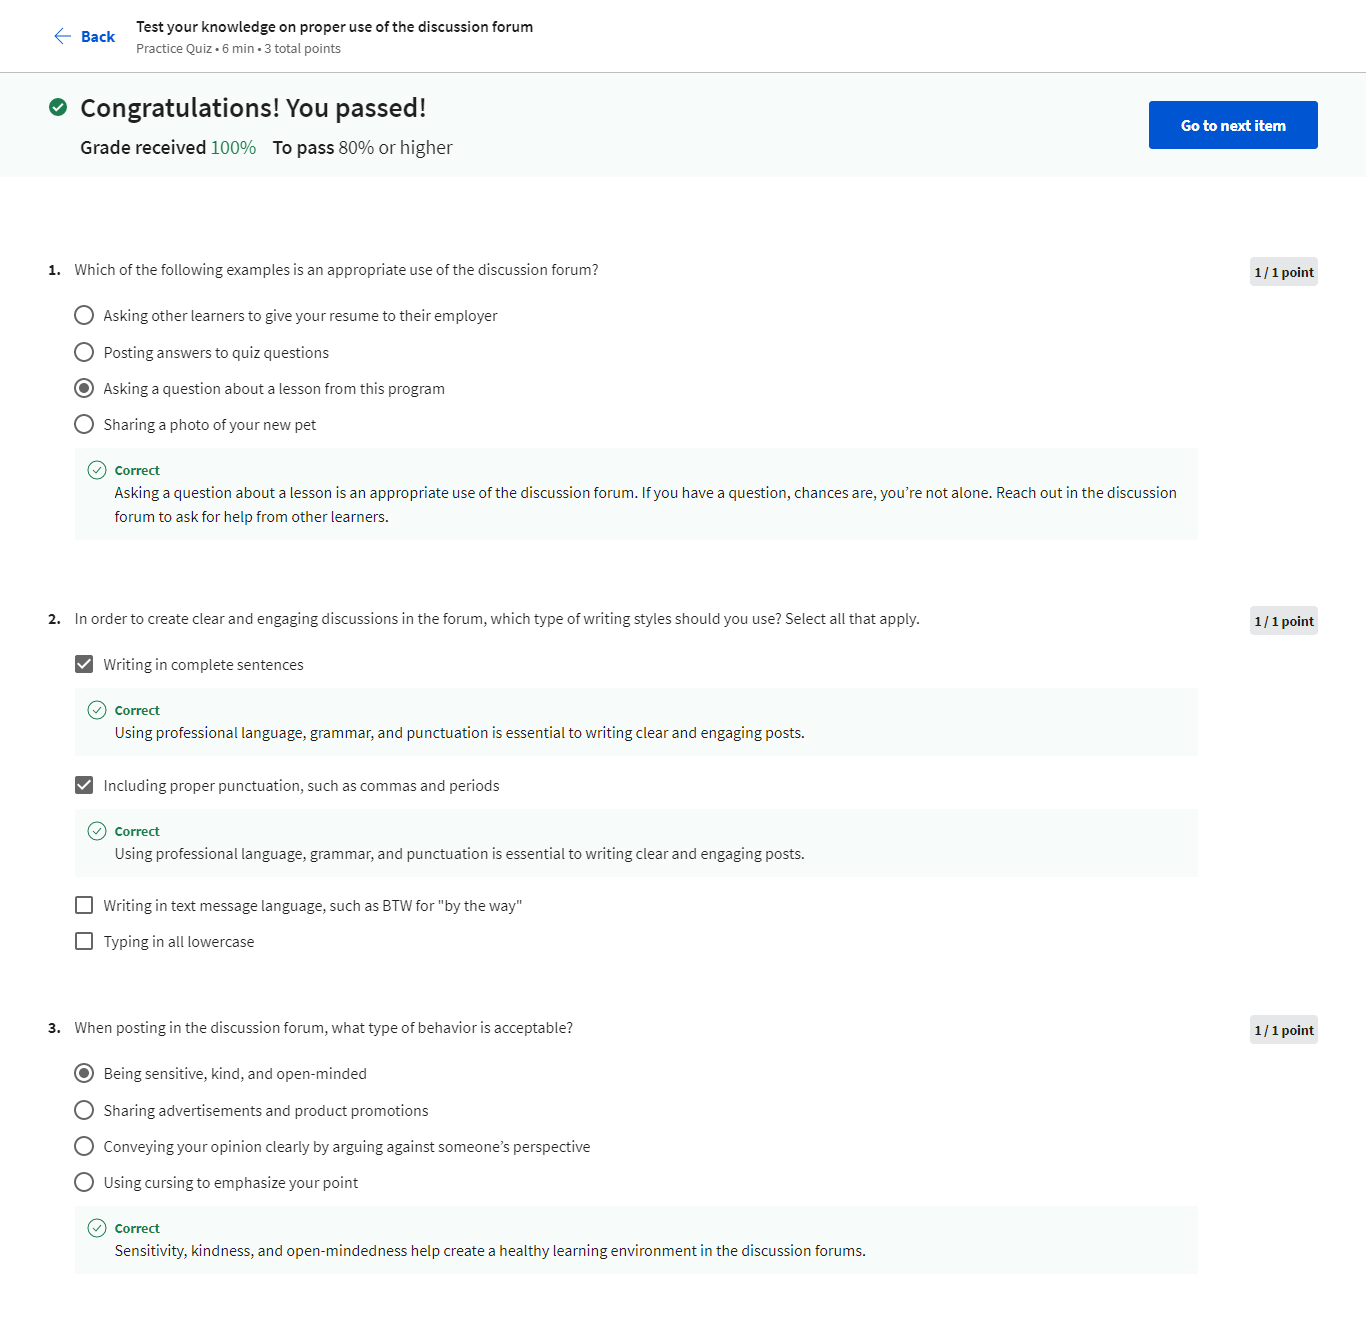 Back
Test your knowledge on proper use of the discussion forum
Practice Quiz • 6 min • 3 total points
Congratulations! You passed!
Grade received 100% To pass 80% or higher
Go to next item
1. Which of the following examples is an appropriate use of the discussion forum?
1 / 1 point
Asking other learners to give your resume to their employer
Posting answers to quiz questions
Asking a question about a lesson from this program
Sharing a photo of your new pet
Correct
Asking a question about a lesson is an appropriate use of the discussion forum. If you have a question, chances are, you’re not alone. Reach out in the discussion
forum to ask for help from other learners.
2. In order to create clear and engaging discussions in the forum, which type of writing styles should you use? Select all that apply.
1 / 1 point
Writing in complete sentences
Correct
Using professional language, grammar, and punctuation is essential to writing clear and engaging posts.
Including proper punctuation, such as commas and periods
Correct
Using professional language, grammar, and punctuation is essential to writing clear and engaging posts.
Writing in text message language, such as BTW for "by the way"
Typing in all lowercase
3. When posting in the discussion forum, what type of behavior is acceptable?
1 / 1 point
Being sensitive, kind, and open-minded
Sharing advertisements and product promotions
Conveying your opinion clearly by arguing against someone’s perspective
Using cursing to emphasize your point
Correct
Sensitivity, kindness, and open-mindedness help create a healthy learning environment in the discussion forums.